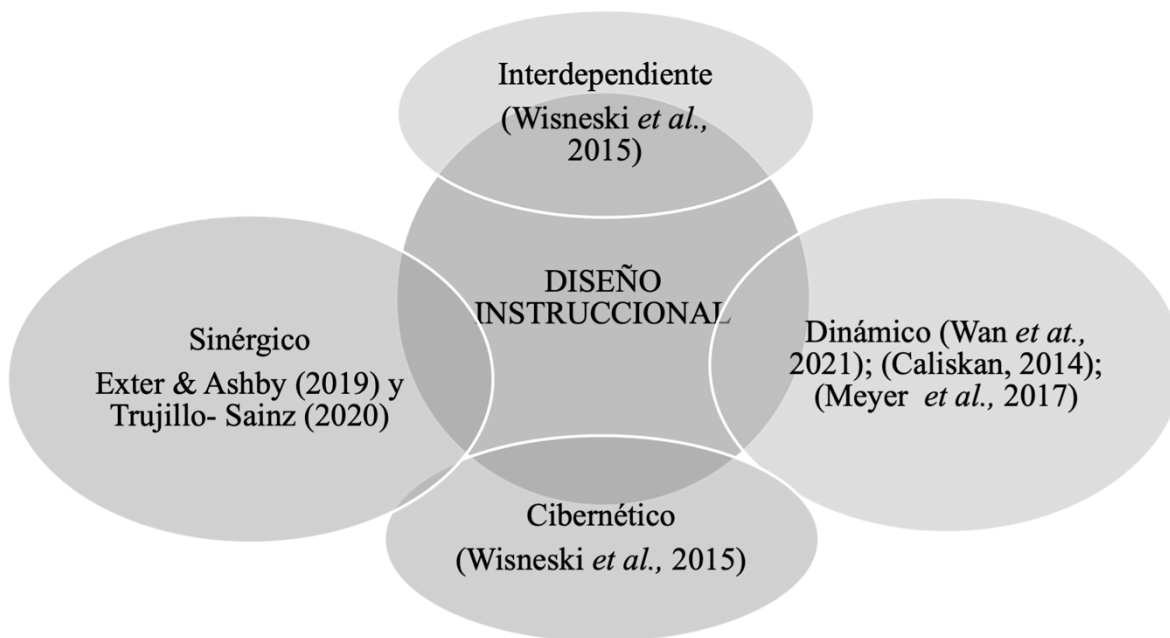 Interdependiente
(Wisneski et al.,
2015)
DISEÑO
INSTRUCCIONAL
Sinérgico
Exter & Ashby (2019) y
Trujillo- Sainz (2020)
Dinámico (Wan et at.,
2021); (Caliskan, 2014);
(Meyer et al., 2017)
Cibernético
(Wisneski et al., 2015)